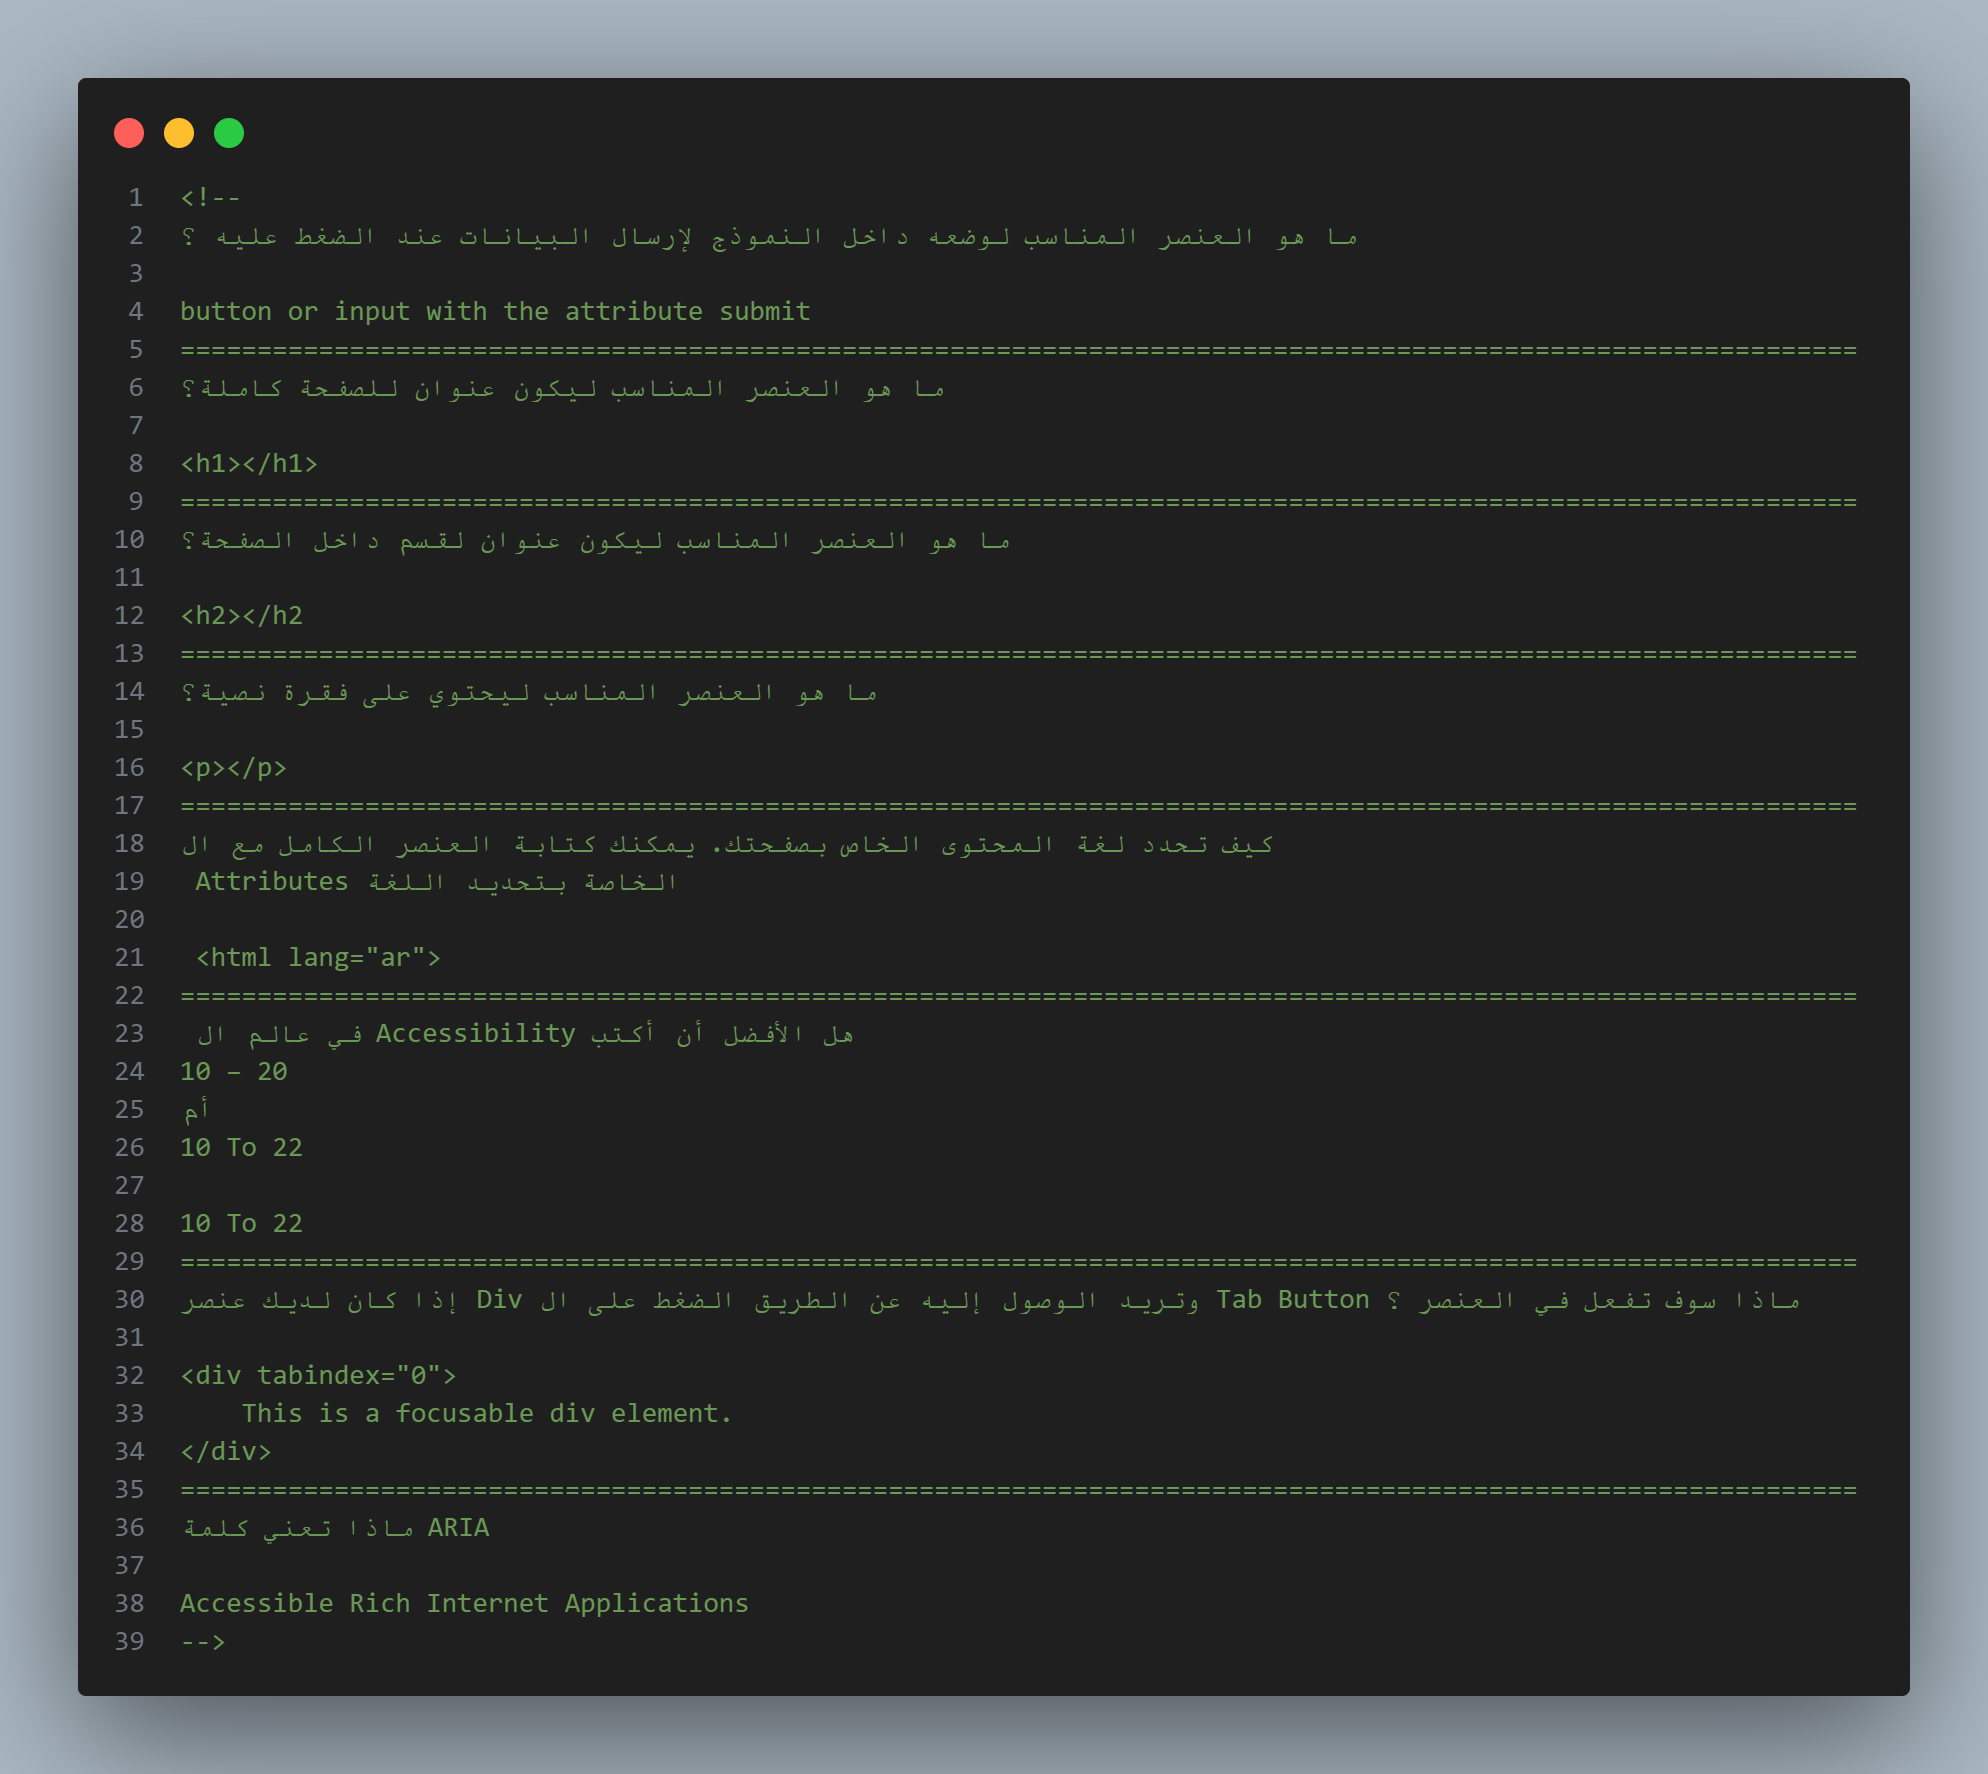 1 <!--
2 ما هو العنصر المناسب لوضعه داخل النموذج لإرسال البيانات عند الضغط عليه ؟
3
4 button or input with the attribute submit
5 =============================================================================================================
6 ما هو العنصر المناسب ليكون عنوان للصفحة كاملة؟
7
8 <h1></h1>
9 =============================================================================================================
10 ما هو العنصر المناسب ليكون عنوان لقسم داخل الصفحة؟
11
12 <h2></h2
13 =============================================================================================================
14 ما هو العنصر المناسب ليحتوي على فقرة نصية؟
15
16 <p></p>
17 =============================================================================================================
18 كيف تحدد لغة المحتوى الخاص بصفحتك. يمكنك كتابة العنصر الكامل مع ال
19 Attributes الخاصة بتحديد اللغة
20
21 <html lang="ar">
22 =============================================================================================================
23 في عالم ال Accessibility هل الأفضل أن أكتب
24 10 – 20
25 أم
26 10 To 22
27
28 10 To 22
29 =============================================================================================================
30 إذا كان لديك عنصر Div وتريد الوصول إليه عن الطريق الضغط على ال Tab Button ماذا سوف تفعل في العنصر ؟
31
32 <div tabindex="0">
33 This is a focusable div element.
34 </div>
35 =============================================================================================================
36 ماذا تعني كلمة ARIA
37
38 Accessible Rich Internet Applications
39 -->